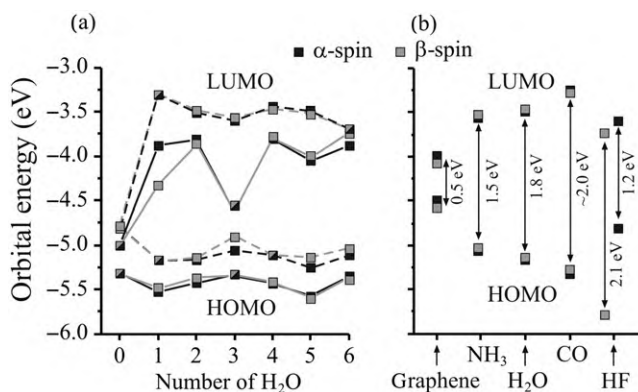 (a)
α-spin
β-spin
(b)
Orbital energy (eV)
−3.0
−3.5
−4.0
−4.5
−5.0
−5.5
−6.0
LUMO
HOMO
0 1 2 3 4 5 6
Number of H₂O
LUMO
0.5 eV
1.5 eV
1.8 eV
~2.0 eV
2.1 eV
1.2 eV
HOMO
NH₃ CO
Graphene H₂O HF